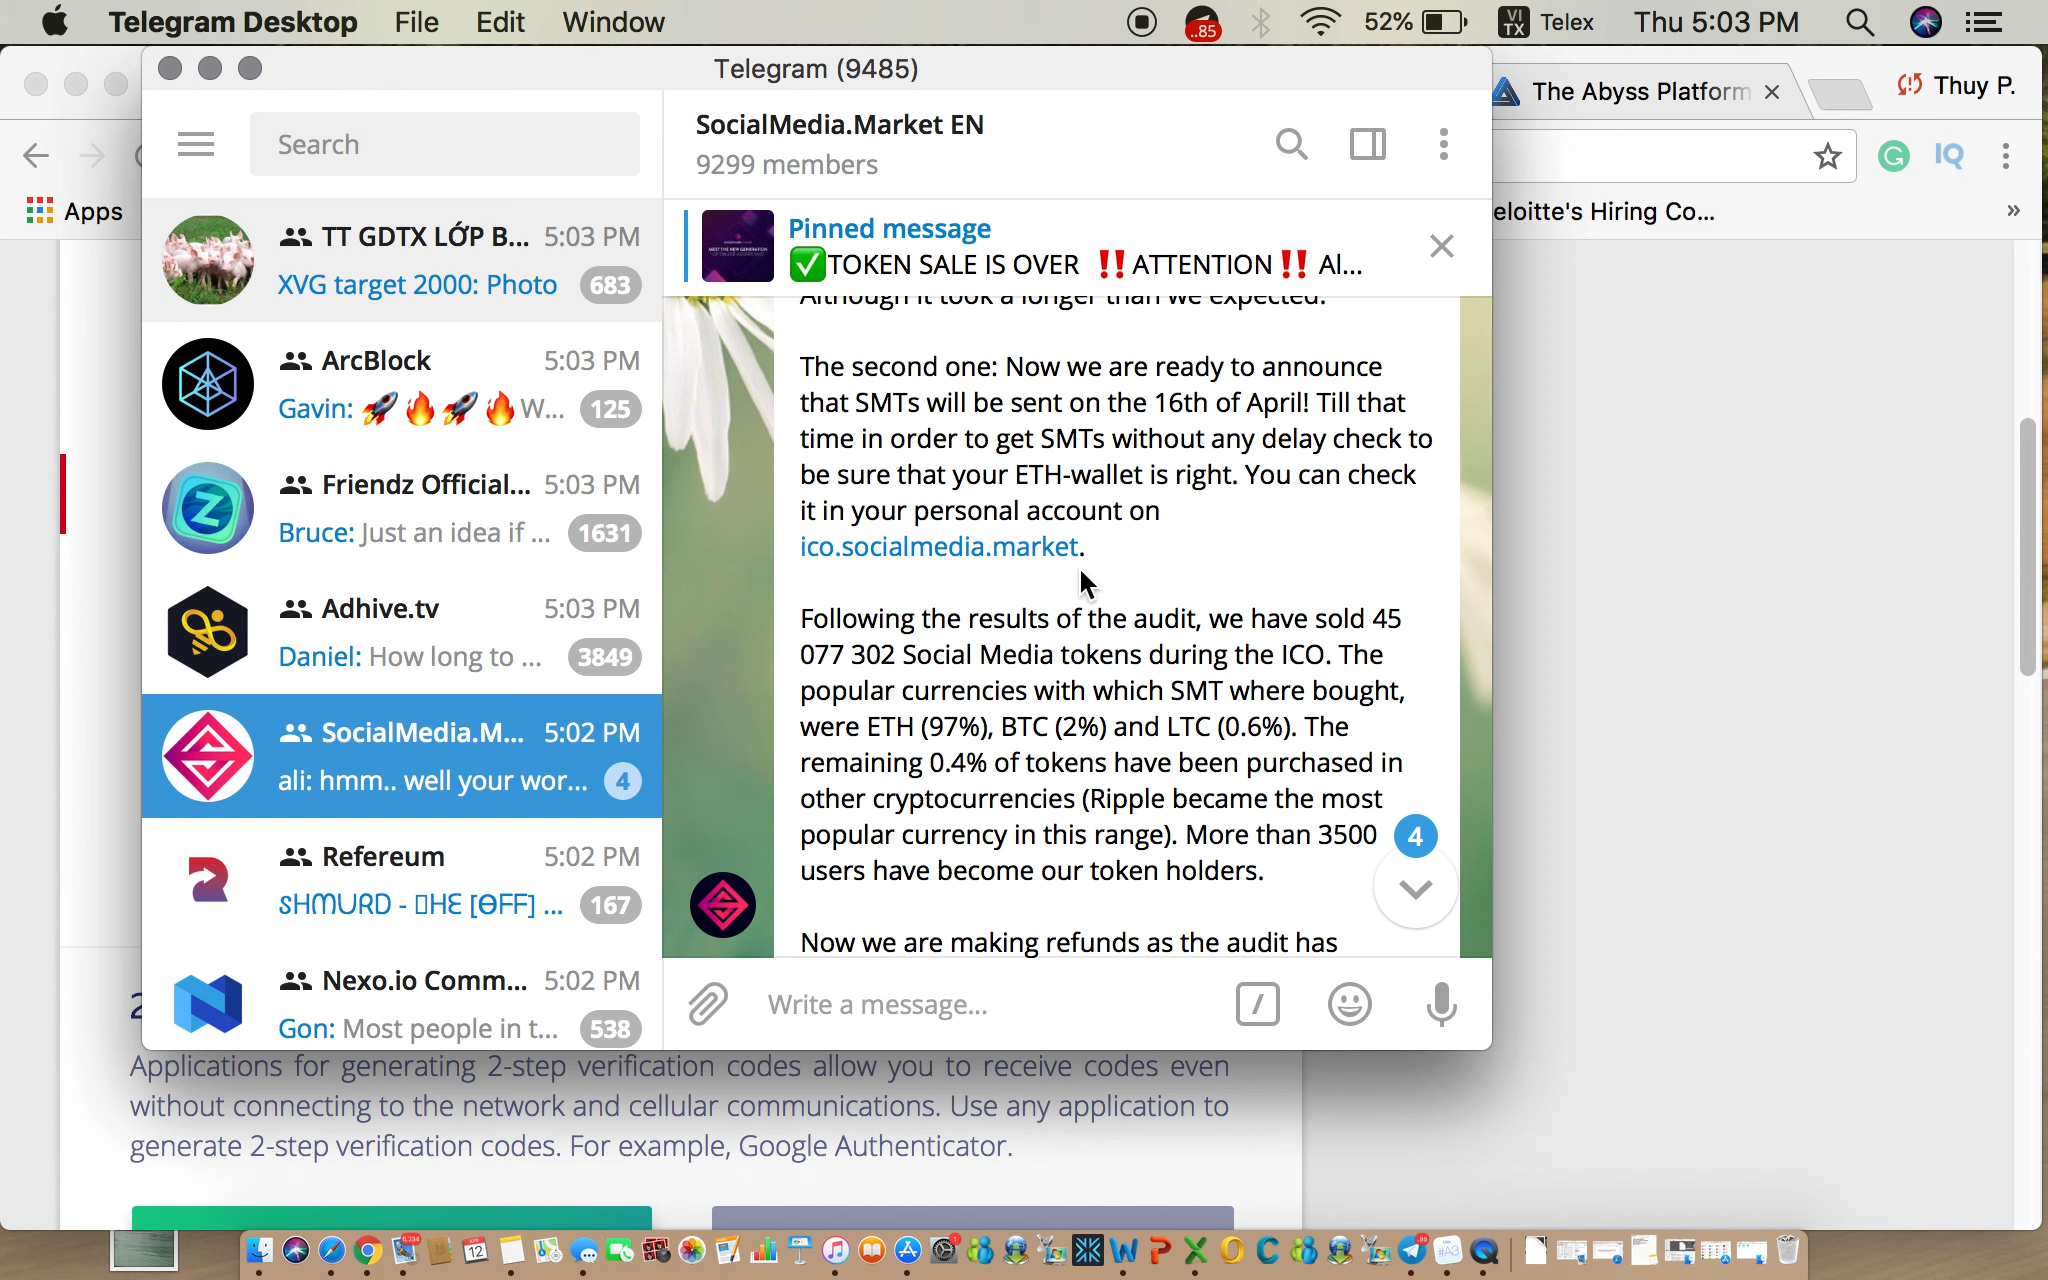 Telegram Desktop File Edit Window
..85 52% VI TX Telex Thu 5:03 PM
Telegram (9485)
The Abyss Platform
Thuy P.
Search
SocialMedia.Market EN
9299 members
Apps
eloitte's Hiring Co...
»
Pinned message
✅TOKEN SALE IS OVER ‼️ATTENTION‼️ Al...
TT GDTX LỚP B... 5:03 PM
XVG target 2000: Photo 683
ArcBlock 5:03 PM
Gavin: 🚀🔥🚀🔥W... 125
Friendz Official... 5:03 PM
Bruce: Just an idea if ... 1631
Adhive.tv 5:03 PM
Daniel: How long to ... 3849
SocialMedia.M... 5:02 PM
ali: hmm.. well your wor... 4
Refereum 5:02 PM
167
Nexo.io Comm... 5:02 PM
Gon: Most people in t... 538
Although it took a longer than we expected.
The second one: Now we are ready to announce
that SMTs will be sent on the 16th of April! Till that
time in order to get SMTs without any delay check to
be sure that your ETH-wallet is right. You can check
it in your personal account on
ico.socialmedia.market.
Following the results of the audit, we have sold 45
077 302 Social Media tokens during the ICO. The
popular currencies with which SMT where bought,
were ETH (97%), BTC (2%) and LTC (0.6%). The
remaining 0.4% of tokens have been purchased in
other cryptocurrencies (Ripple became the most
popular currency in this range). More than 3500
users have become our token holders.
4
Now we are making refunds as the audit has
Write a message...
Applications for generating 2-step verification codes allow you to receive codes even
without connecting to the network and cellular communications. Use any application to
generate 2-step verification codes. For example, Google Authenticator.